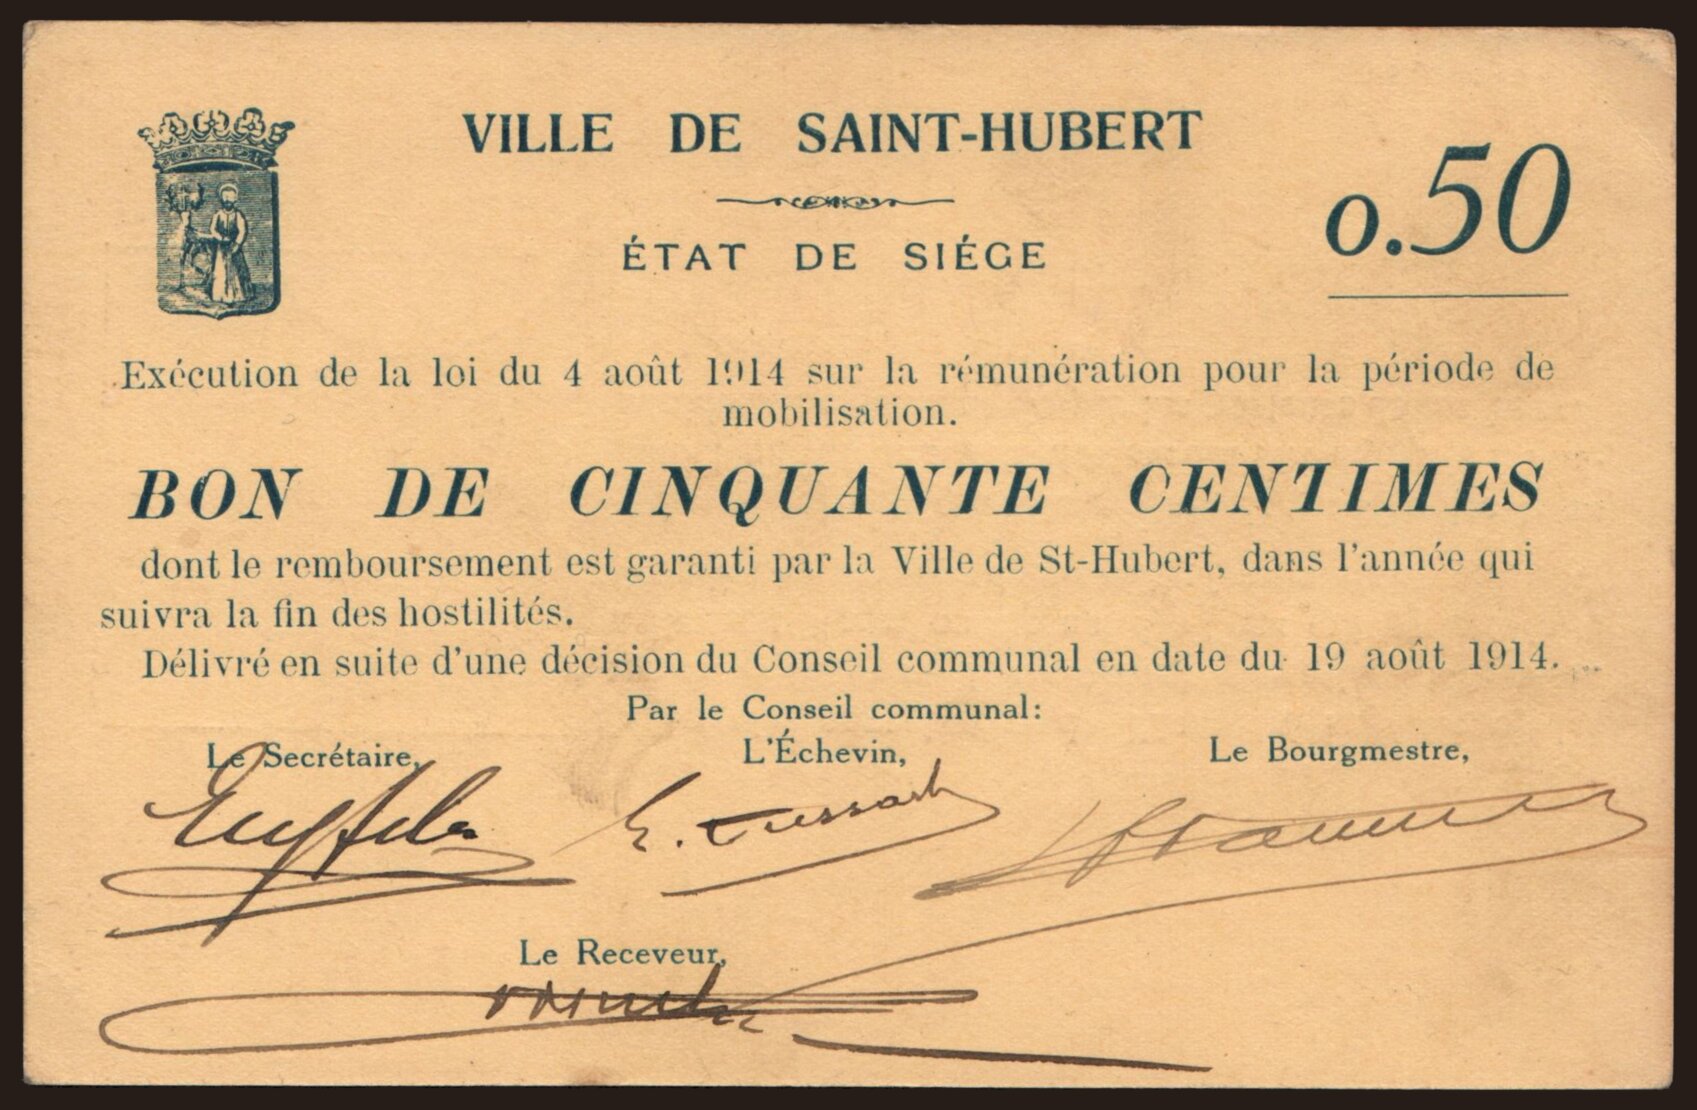 VILLE DE SAINT-HUBERT
ÉTAT DE SIÉGE
0.50
Exécution de la loi du 4 août 1914 sur la rémunération pour la période de
mobilisation.
BON DE CINQUANTE CENTIMES
dont le remboursement est garanti par la Ville de St-Hubert, dans l'année qui
suivra la fin des hostilités.
Délivré en suite d'une décision du Conseil communal en date du 19 août 1914.
Par le Conseil communal:
Le Secrétaire, L'Échevin, Le Bourgmestre,
Le Receveur,